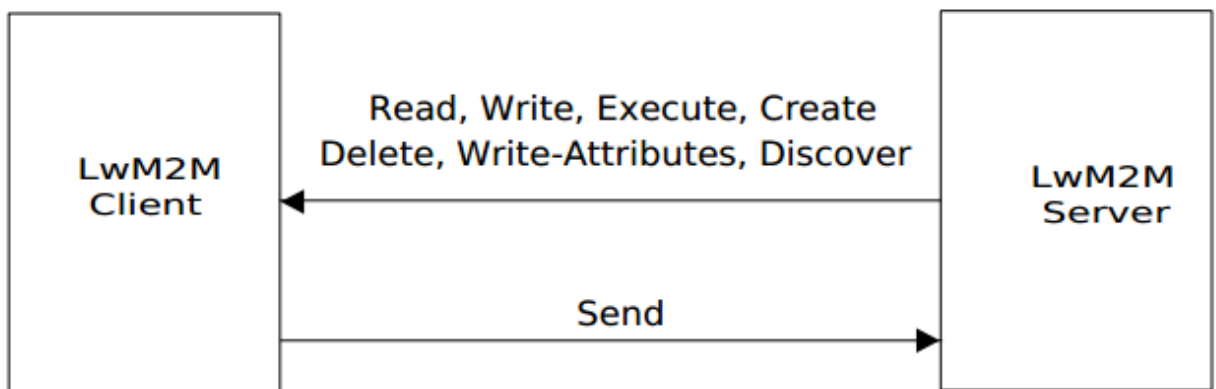 Read, Write, Execute, Create
Delete, Write-Attributes, Discover
LwM2M
Client
LwM2M
Server
Send